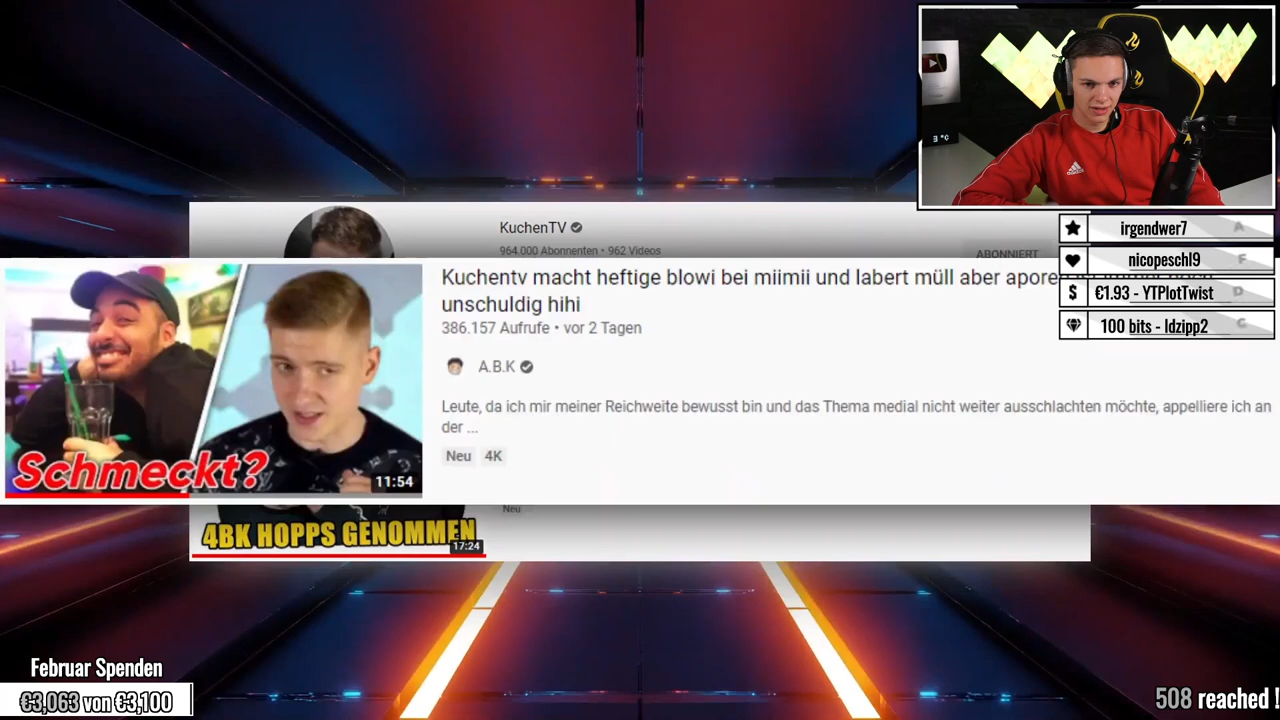 3 °C
irgendwer7
nicopeschl9
$ €1.93 - YTPlotTwist
100 bits - ldzipp2
KuchenTV
964.000 Abonnenten • 962 Videos
ABONNIERT
Kuchentv macht heftige blowi bei miimii und labert müll aber
unschuldig hihi
386.157 Aufrufe • vor 2 Tagen
A.B.K
Leute, da ich mir meiner Reichweite bewusst bin und das Thema medial nicht weiter ausschlachten möchte, appelliere ich an
der ...
Neu 4K
Schmeckt?
11:54
Neu
4BK HOPPS GENOMMEN
17:24
Februar Spenden
€3,063 von €3,100
508 reached !